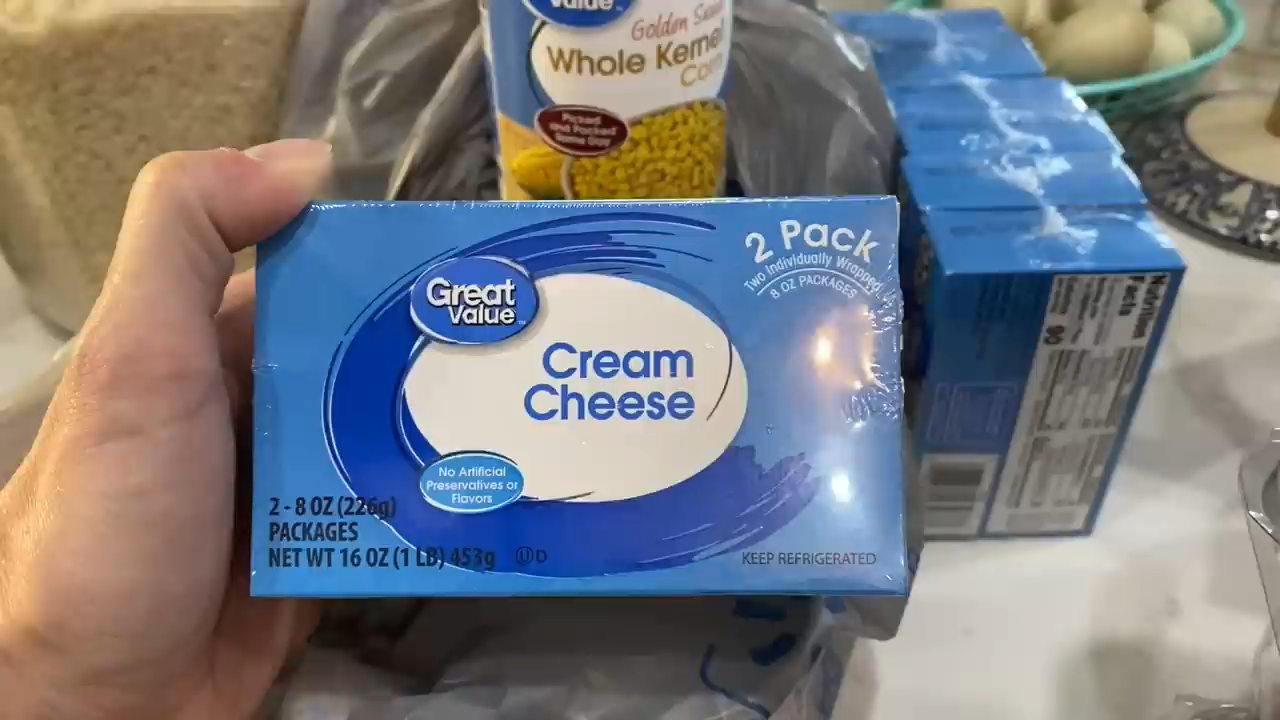 Value
Golden Sweet
Whole Kernel
Corn
Picked
and Packed
Same Day
Great
Value™
Cream
Cheese
2 Pack
Two Individually Wrapped
8 OZ PACKAGES
No Artificial
Preservatives or
Flavors
2 - 8 OZ (226g)
PACKAGES
NET WT 16 OZ (1 LB) 453g Ⓤ D
KEEP REFRIGERATED
Nutrition
Facts
90